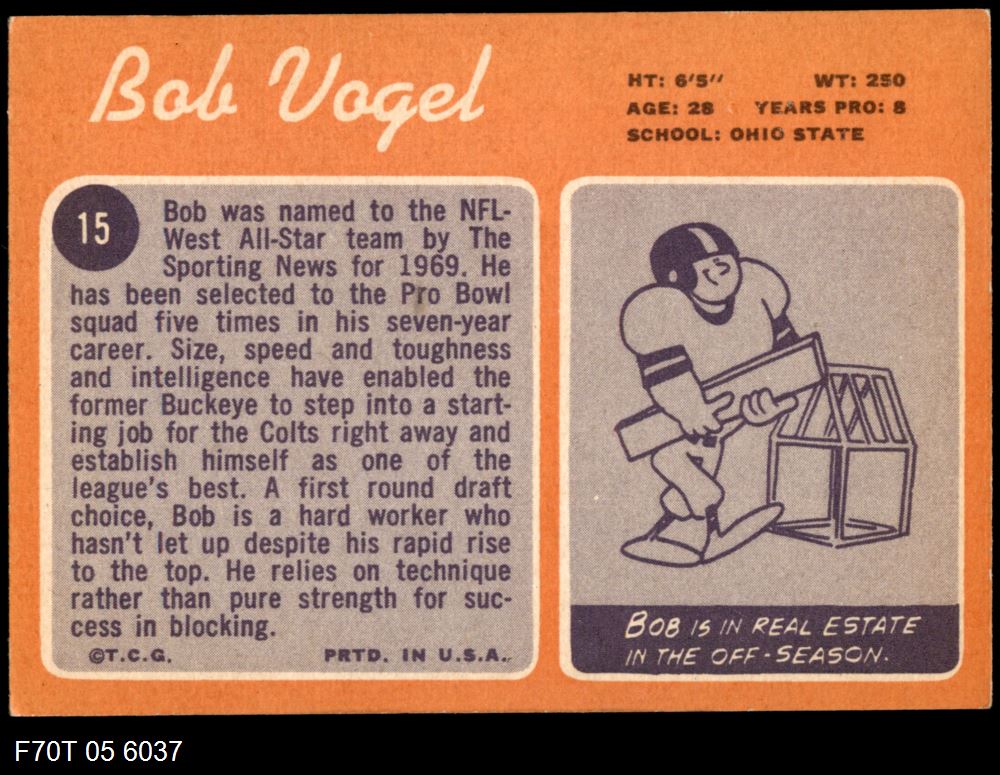 Bob Vogel
HT: 6'5'' WT: 250
AGE: 28 YEARS PRO: 8
SCHOOL: OHIO STATE
15
Bob was named to the NFL-
West All-Star team by The
Sporting News for 1969. He
has been selected to the Pro Bowl
squad five times in his seven-year
career. Size, speed and toughness
and intelligence have enabled the
former Buckeye to step into a start-
ing job for the Colts right away and
establish himself as one of the
league's best. A first round draft
choice, Bob is a hard worker who
hasn't let up despite his rapid rise
to the top. He relies on technique
rather than pure strength for suc-
cess in blocking.
©T.C.G. PRTD. IN U.S.A.
BOB IS IN REAL ESTATE
IN THE OFF-SEASON.
F70T 05 6037